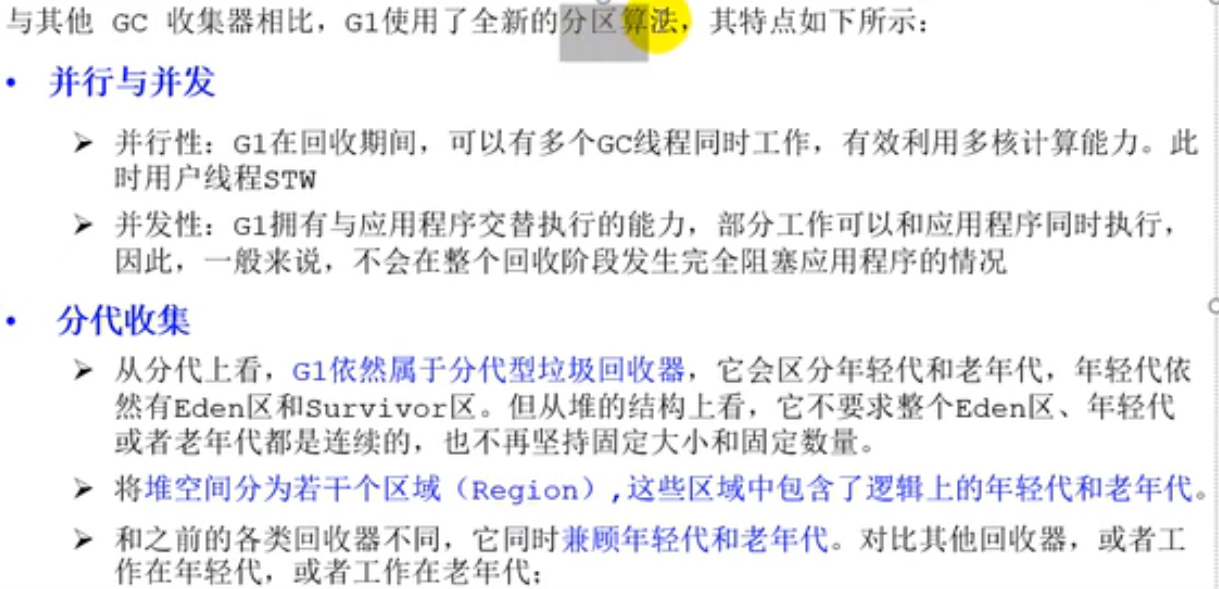 与其他 GC 收集器相比，G1使用了全新的分区算法，其特点如下所示：
• 并行与并发
➢ 并行性：G1在回收期间，可以有多个GC线程同时工作，有效利用多核计算能力。此
时用户线程STW
➢ 并发性：G1拥有与应用程序交替执行的能力，部分工作可以和应用程序同时执行，
因此，一般来说，不会在整个回收阶段发生完全阻塞应用程序的情况
• 分代收集
➢ 从分代上看，G1依然属于分代型垃圾回收器，它会区分年轻代和老年代，年轻代依
然有Eden区和Survivor区。但从堆的结构上看，它不要求整个Eden区、年轻代
或者老年代都是连续的，也不再坚持固定大小和固定数量。
➢ 将堆空间分为若干个区域（Region）,这些区域中包含了逻辑上的年轻代和老年代。
➢ 和之前的各类回收器不同，它同时兼顾年轻代和老年代。对比其他回收器，或者工
作在年轻代，或者工作在老年代；